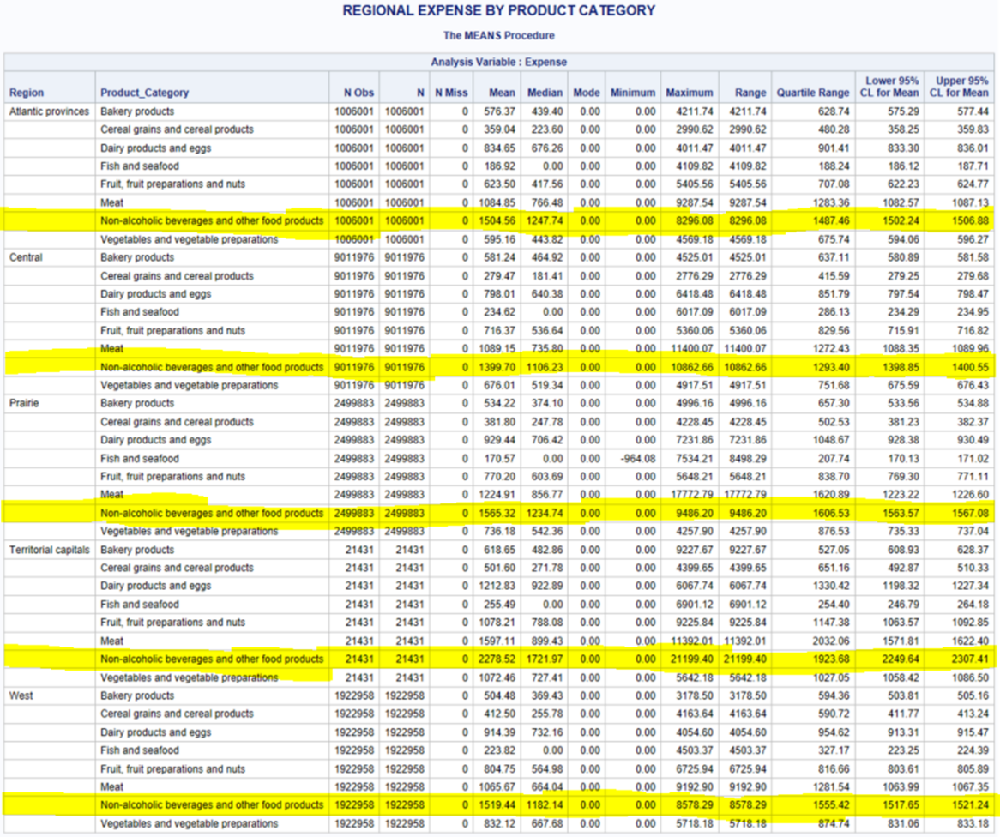 REGIONAL EXPENSE BY PRODUCT CATEGORY
The MEANS Procedure
Analysis Variable : Expense
Region Product_Category N Obs N N Miss Mean Median Mode Minimum Maximum Range Quartile Range Lower 95% CL for Mean Upper 95% CL for Mean
Atlantic provinces Bakery products 1006001 1006001 0 576.37 439.40 0.00 0.00 4211.74 4211.74 628.74 575.29 577.44
Cereal grains and cereal products 1006001 1006001 0 359.04 223.60 0.00 0.00 2990.62 2990.62 480.28 358.25 359.83
Dairy products and eggs 1006001 1006001 0 834.65 676.26 0.00 0.00 4011.47 4011.47 901.41 833.30 836.01
Fish and seafood 1006001 1006001 0 186.92 0.00 0.00 0.00 4109.82 4109.82 188.24 186.12 187.71
Fruit, fruit preparations and nuts 1006001 1006001 0 623.50 417.56 0.00 0.00 5405.56 5405.56 707.08 622.23 624.77
Meat 1006001 1006001 0 1084.85 766.48 0.00 0.00 9287.54 9287.54 1283.36 1082.57 1087.13
Non-alcoholic beverages and other food products 1006001 1006001 0 1504.56 1247.74 0.00 0.00 8296.08 8296.08 1487.46 1502.24 1506.88
Vegetables and vegetable preparations 1006001 1006001 0 595.16 443.82 0.00 0.00 4569.18 4569.18 675.74 594.06 596.27
Central Bakery products 9011976 9011976 0 581.24 464.92 0.00 0.00 4525.01 4525.01 637.11 580.89 581.58
Cereal grains and cereal products 9011976 9011976 0 279.47 181.41 0.00 0.00 2776.29 2776.29 415.59 279.25 279.68
Dairy products and eggs 9011976 9011976 0 798.01 640.38 0.00 0.00 6418.48 6418.48 851.79 797.54 798.47
Fish and seafood 9011976 9011976 0 234.62 0.00 0.00 0.00 6017.09 6017.09 286.13 234.29 234.95
Fruit, fruit preparations and nuts 9011976 9011976 0 716.37 536.64 0.00 0.00 5360.06 5360.06 829.56 715.91 716.82
Meat 9011976 9011976 0 1089.15 735.80 0.00 0.00 11400.07 11400.07 1272.43 1088.35 1089.96
Non-alcoholic beverages and other food products 9011976 9011976 0 1399.70 1106.23 0.00 0.00 10862.66 10862.66 1293.40 1398.85 1400.55
Vegetables and vegetable preparations 9011976 9011976 0 676.01 519.34 0.00 0.00 4917.51 4917.51 751.68 675.59 676.43
Prairie Bakery products 2499883 2499883 0 534.22 374.10 0.00 0.00 4996.16 4996.16 657.30 533.56 534.88
Cereal grains and cereal products 2499883 2499883 0 381.80 247.78 0.00 0.00 4228.45 4228.45 502.53 381.23 382.37
Dairy products and eggs 2499883 2499883 0 929.44 706.42 0.00 0.00 7231.86 7231.86 1048.67 928.38 930.49
Fish and seafood 2499883 2499883 0 170.57 0.00 0.00 -964.08 7534.21 8498.29 207.74 170.13 171.02
Fruit, fruit preparations and nuts 2499883 2499883 0 770.20 603.69 0.00 0.00 5648.21 5648.21 838.70 769.30 771.11
Meat 2499883 2499883 0 1224.91 856.77 0.00 0.00 17772.79 17772.79 1620.89 1223.22 1226.60
Non-alcoholic beverages and other food products 2499883 2499883 0 1565.32 1234.74 0.00 0.00 9486.20 9486.20 1606.53 1563.57 1567.08
Vegetables and vegetable preparations 2499883 2499883 0 736.18 542.36 0.00 0.00 4257.90 4257.90 876.53 735.33 737.04
Territorial capitals Bakery products 21431 21431 0 618.65 482.86 0.00 0.00 9227.67 9227.67 527.05 608.93 628.37
Cereal grains and cereal products 21431 21431 0 501.60 271.78 0.00 0.00 4399.65 4399.65 651.16 492.87 510.33
Dairy products and eggs 21431 21431 0 1212.83 922.89 0.00 0.00 6067.74 6067.74 1330.42 1198.32 1227.34
Fish and seafood 21431 21431 0 255.49 0.00 0.00 0.00 6901.12 6901.12 254.40 246.79 264.18
Fruit, fruit preparations and nuts 21431 21431 0 1078.21 788.08 0.00 0.00 9225.84 9225.84 1147.38 1063.57 1092.85
Meat 21431 21431 0 1597.11 899.43 0.00 0.00 11392.01 11392.01 2032.06 1571.81 1622.40
Non-alcoholic beverages and other food products 21431 21431 0 2278.52 1721.97 0.00 0.00 21199.40 21199.40 1923.68 2249.64 2307.41
Vegetables and vegetable preparations 21431 21431 0 1072.46 727.41 0.00 0.00 5642.18 5642.18 1027.05 1058.42 1086.50
West Bakery products 1922958 1922958 0 504.48 369.43 0.00 0.00 3178.50 3178.50 594.36 503.81 505.16
Cereal grains and cereal products 1922958 1922958 0 412.50 255.78 0.00 0.00 4163.64 4163.64 590.72 411.77 413.24
Dairy products and eggs 1922958 1922958 0 914.39 732.16 0.00 0.00 4054.60 4054.60 954.62 913.31 915.47
Fish and seafood 1922958 1922958 0 223.82 0.00 0.00 0.00 4503.37 4503.37 327.17 223.25 224.39
Fruit, fruit preparations and nuts 1922958 1922958 0 804.75 564.98 0.00 0.00 6725.94 6725.94 816.66 803.61 805.89
Meat 1922958 1922958 0 1065.67 664.04 0.00 0.00 9192.90 9192.90 1281.54 1063.99 1067.35
Non-alcoholic beverages and other food products 1922958 1922958 0 1519.44 1182.14 0.00 0.00 8578.29 8578.29 1555.42 1517.65 1521.24
Vegetables and vegetable preparations 1922958 1922958 0 832.12 667.68 0.00 0.00 5718.18 5718.18 874.74 831.06 833.18